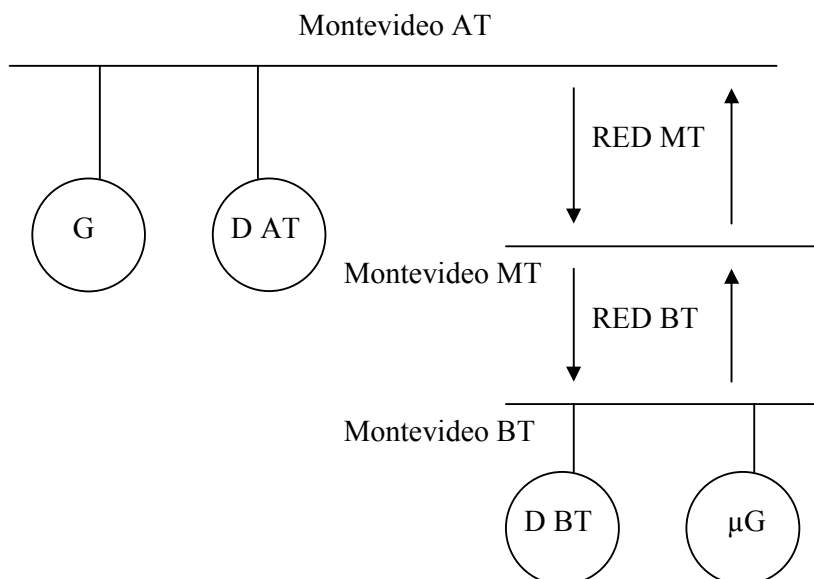 Montevideo AT
RED MT
G
D AT
Montevideo MT
RED BT
Montevideo BT
D BT
µG